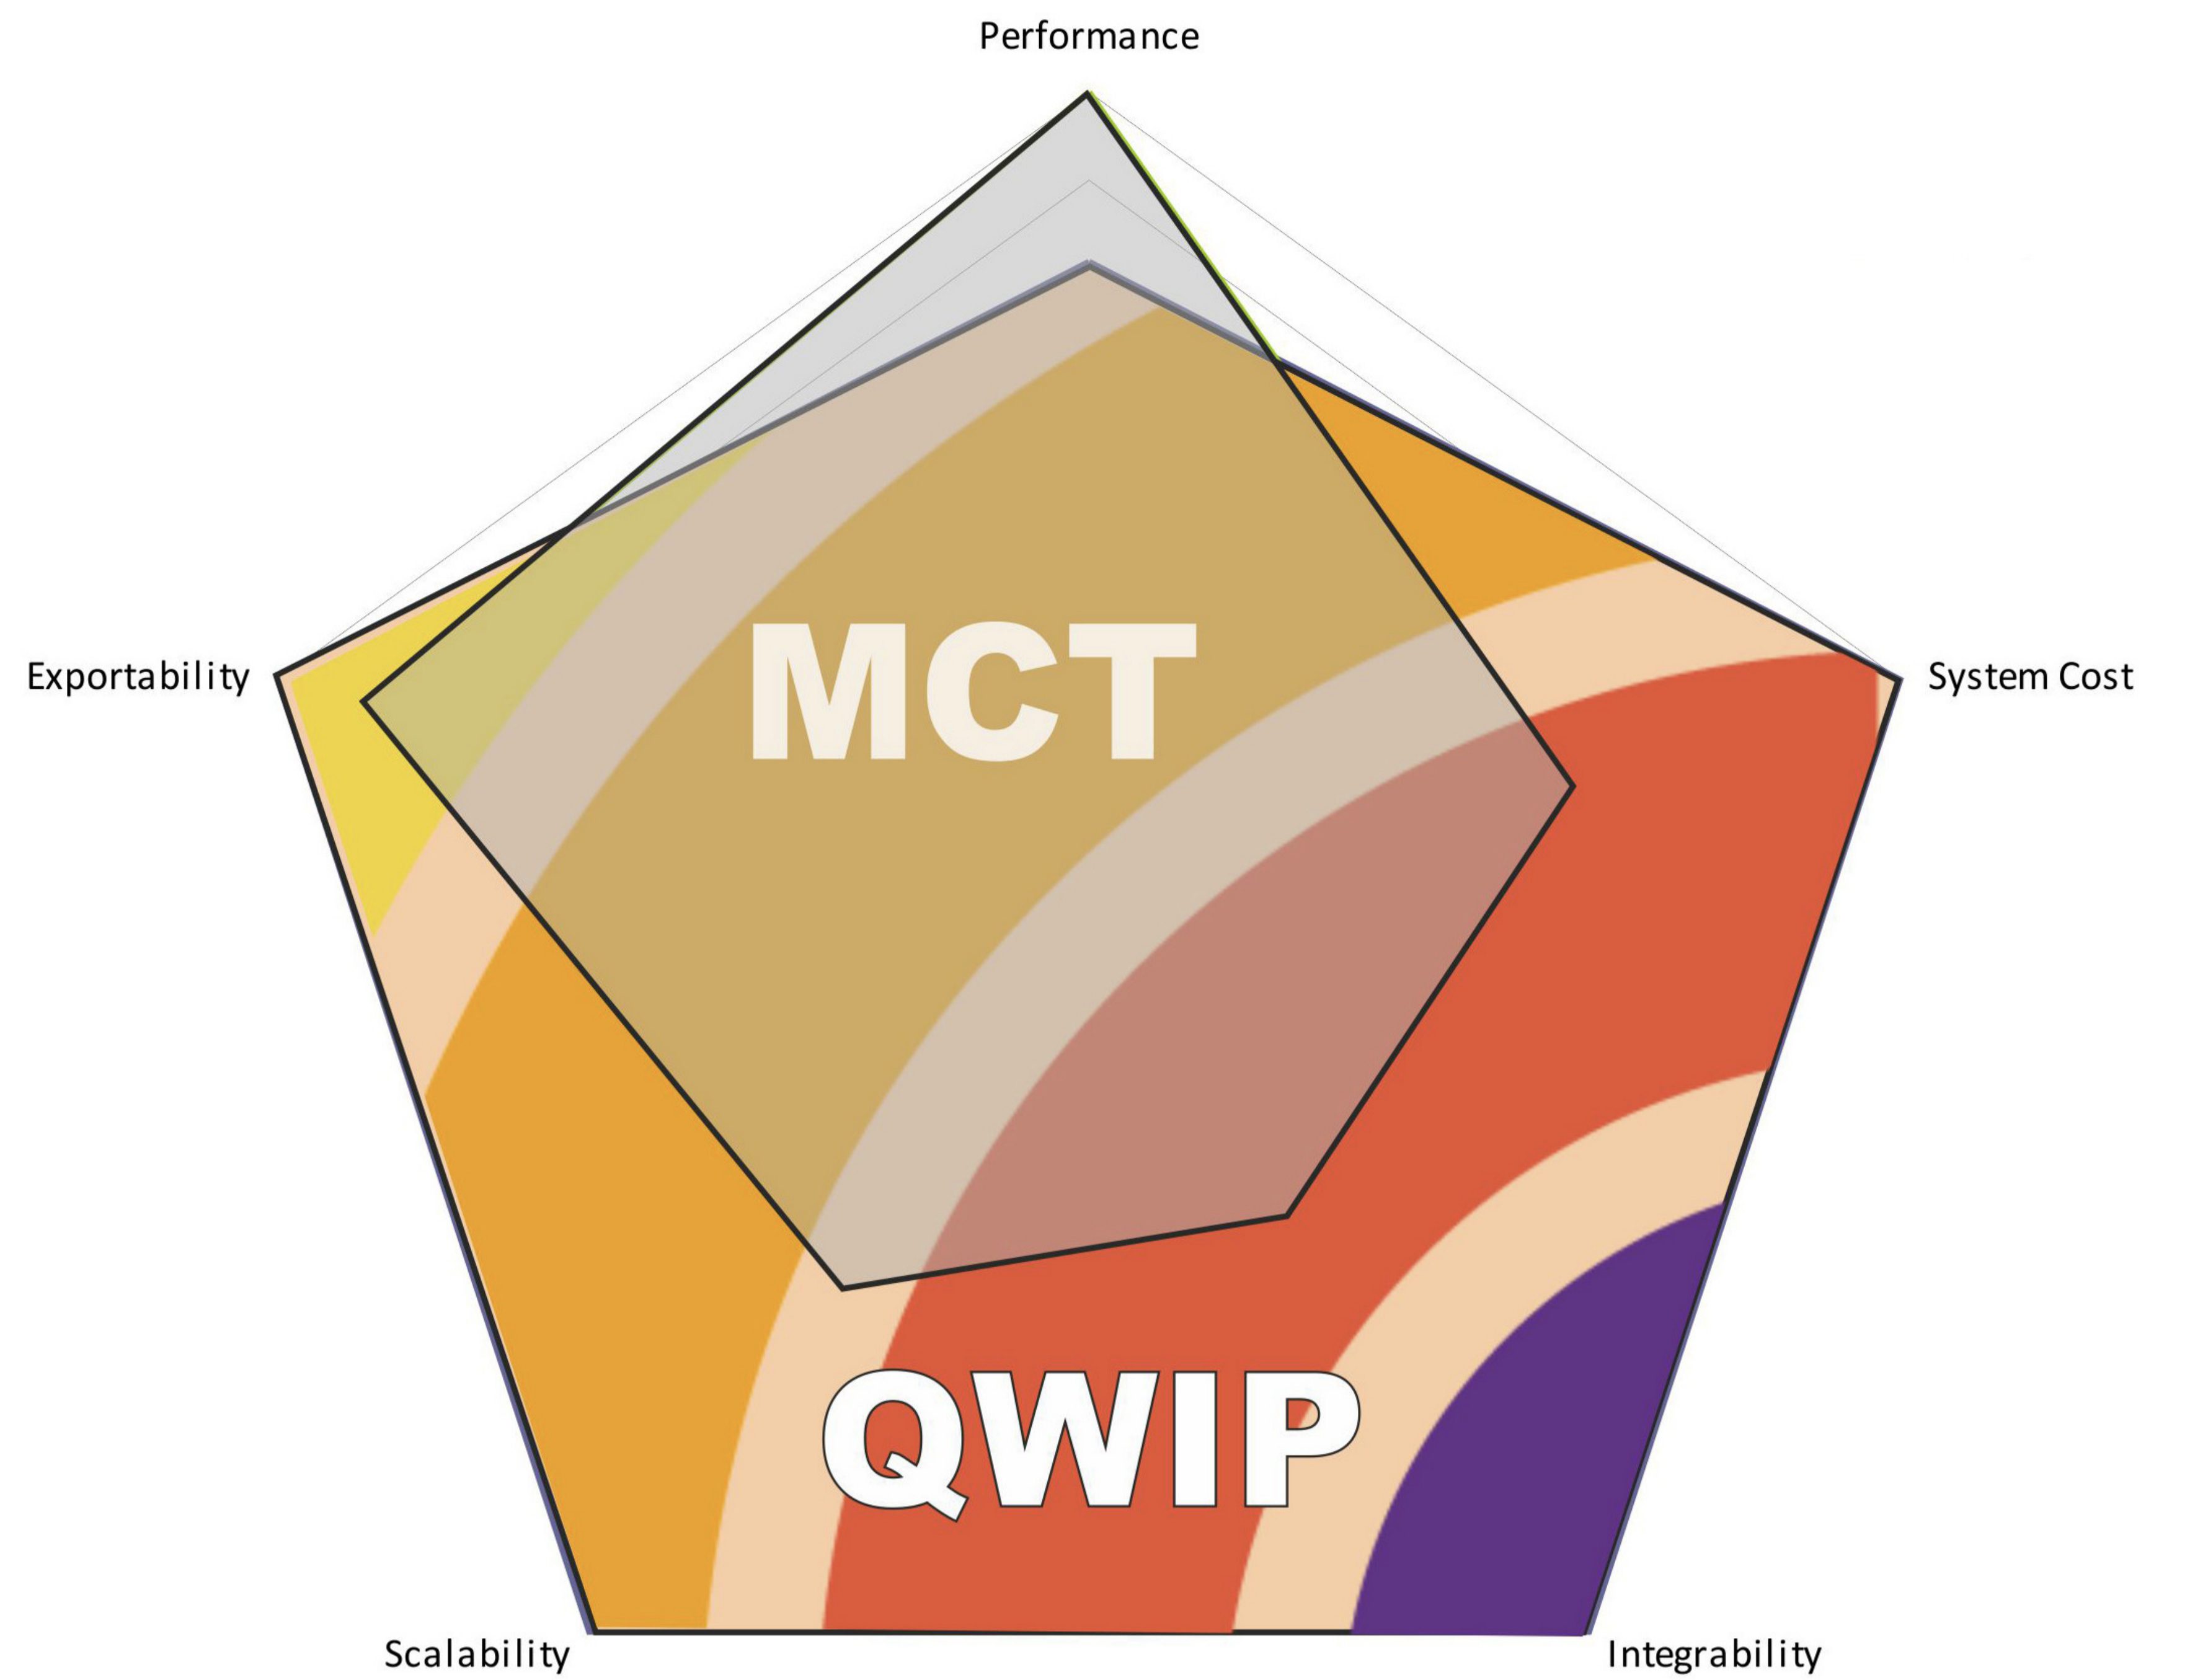 Performance
MCT
Exportability
System Cost
QWIP
Scalability
Integrability